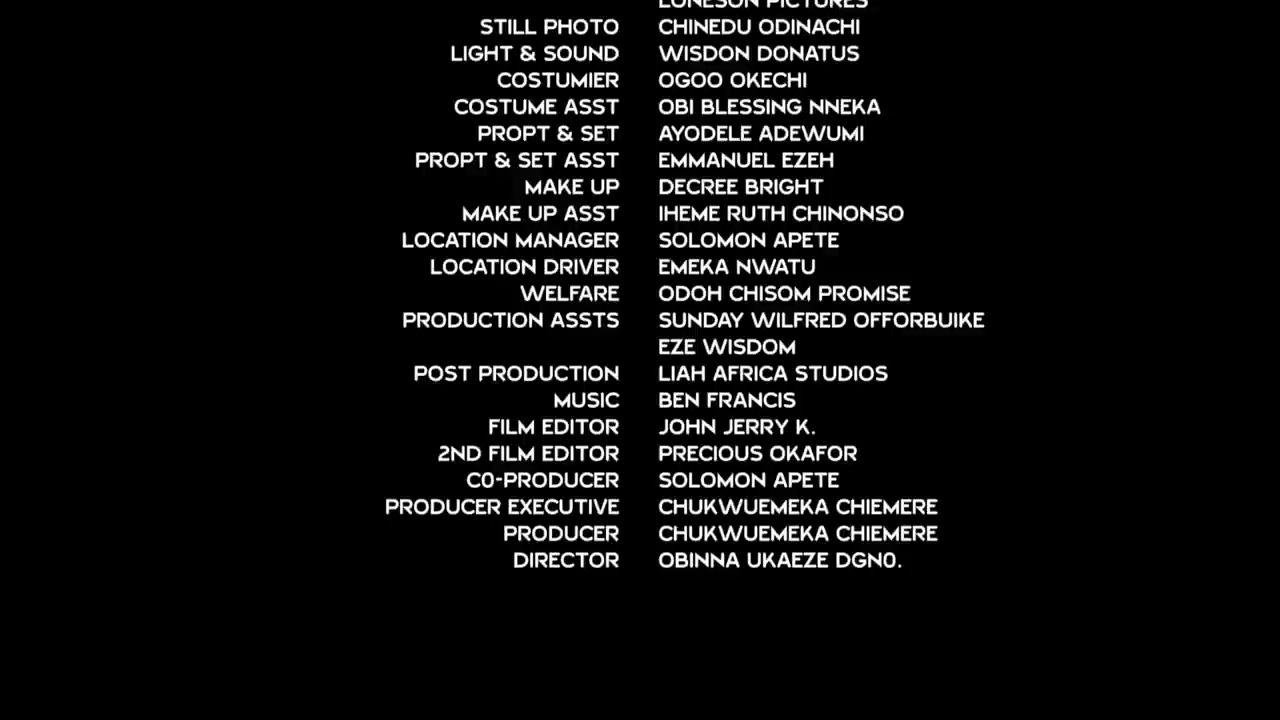 LONESON PICTURES
STILL PHOTO CHINEDU ODINACHI
LIGHT & SOUND WISDON DONATUS
COSTUMIER OGOO OKECHI
COSTUME ASST OBI BLESSING NNEKA
PROPT & SET AYODELE ADEWUMI
PROPT & SET ASST EMMANUEL EZEH
MAKE UP DECREE BRIGHT
MAKE UP ASST IHEME RUTH CHINONSO
LOCATION MANAGER SOLOMON APETE
LOCATION DRIVER EMEKA NWATU
WELFARE ODOH CHISOM PROMISE
PRODUCTION ASSTS SUNDAY WILFRED OFFORBUIKE
EZE WISDOM
POST PRODUCTION LIAH AFRICA STUDIOS
MUSIC BEN FRANCIS
FILM EDITOR JOHN JERRY K.
2ND FILM EDITOR PRECIOUS OKAFOR
C0-PRODUCER SOLOMON APETE
PRODUCER EXECUTIVE CHUKWUEMEKA CHIEMERE
PRODUCER CHUKWUEMEKA CHIEMERE
DIRECTOR OBINNA UKAEZE DGN0.